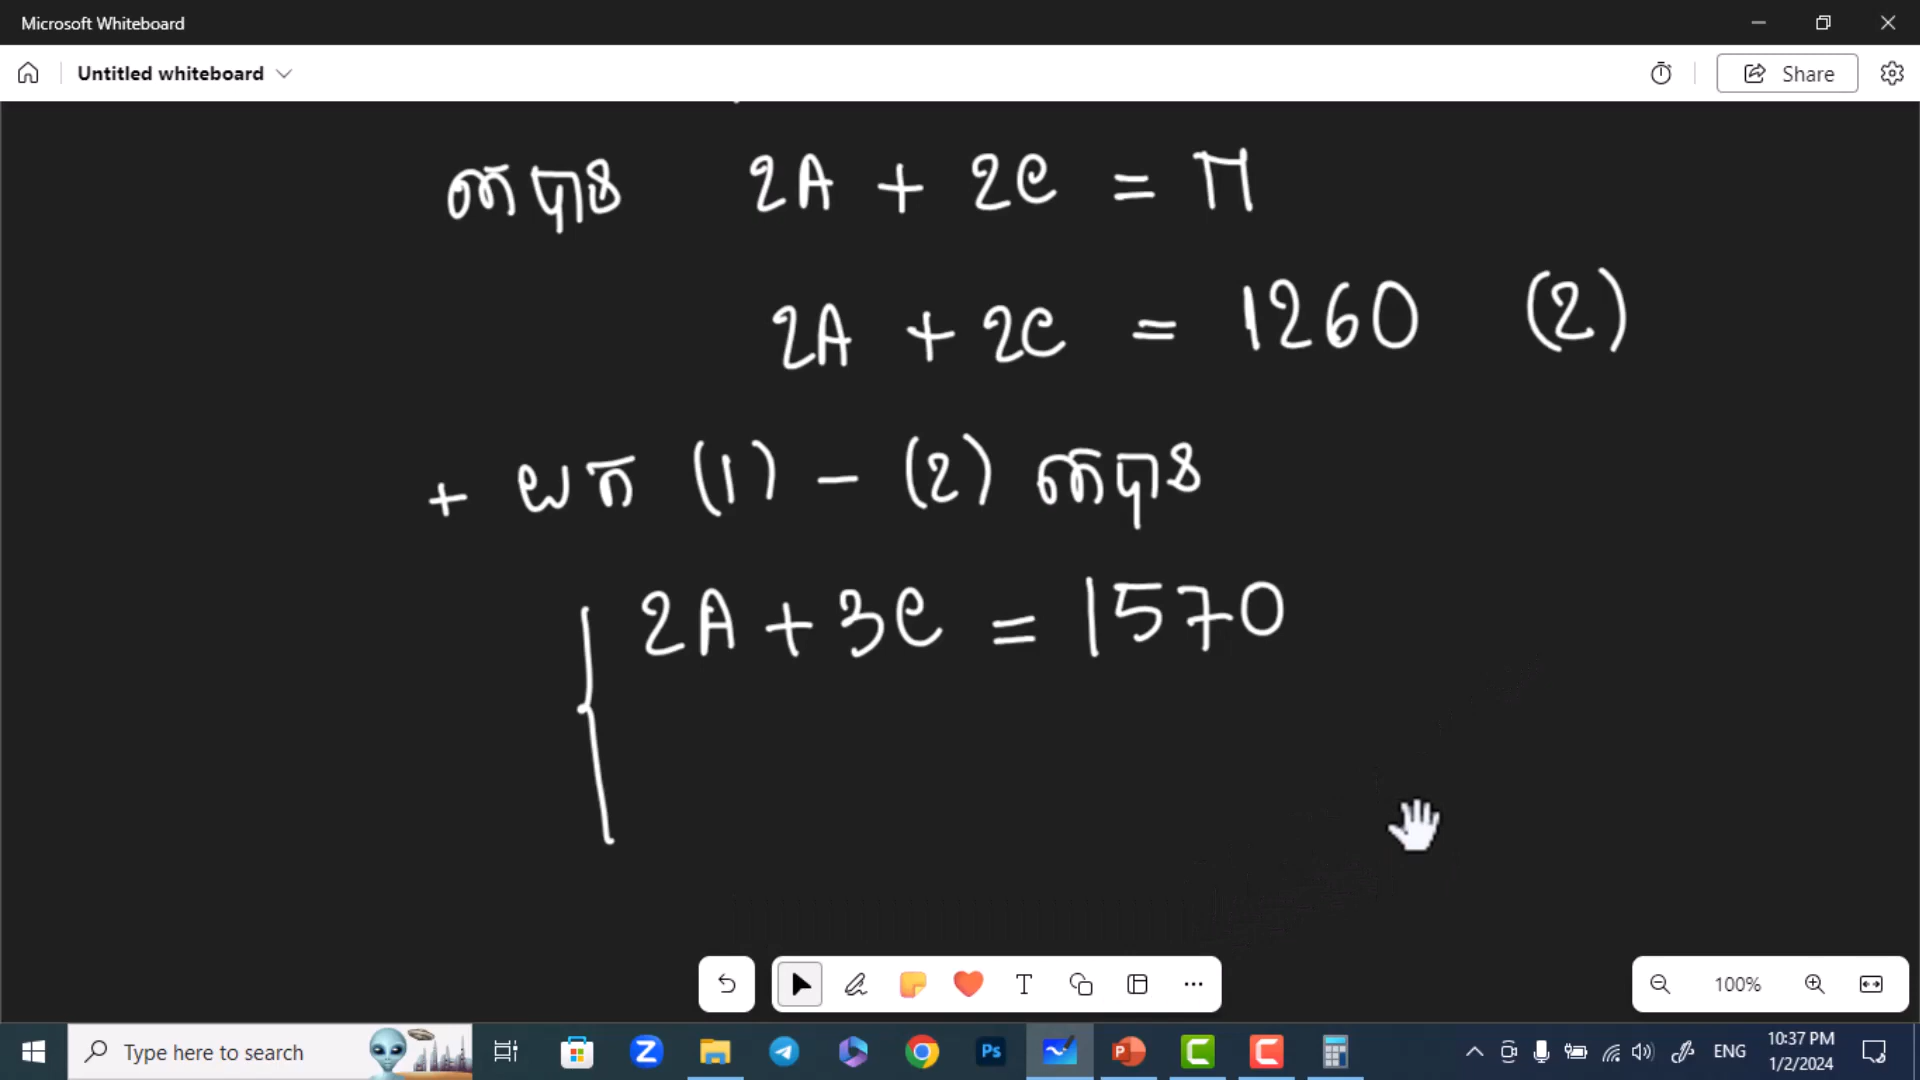 Microsoft Whiteboard
Untitled whiteboard
Share
គេបាន 2A + 2C = Π
2A + 2C = 1260 (2)
+ យក (1) - (2) គេបាន
2A + 3C = 1570
100%
Type here to search
ENG
10:37 PM
1/2/2024